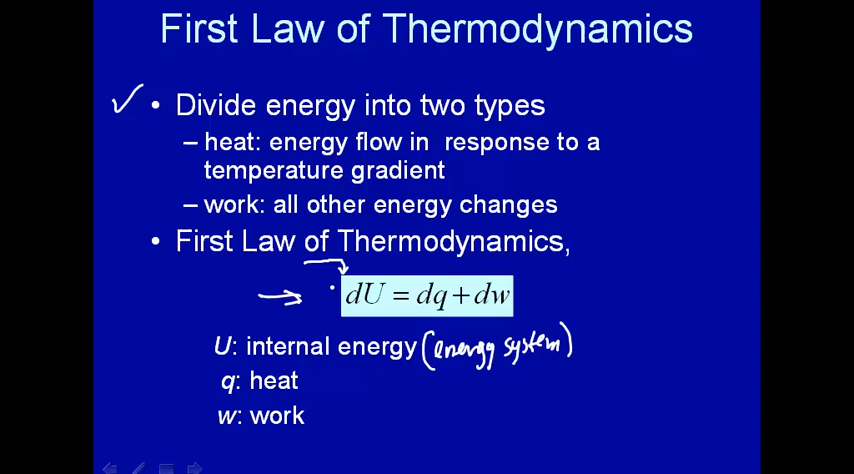 First Law of Thermodynamics
• Divide energy into two types
– heat: energy flow in response to a
temperature gradient
– work: all other energy changes
• First Law of Thermodynamics,
dU = dq + dw
U: internal energy (energy system)
q: heat
w: work